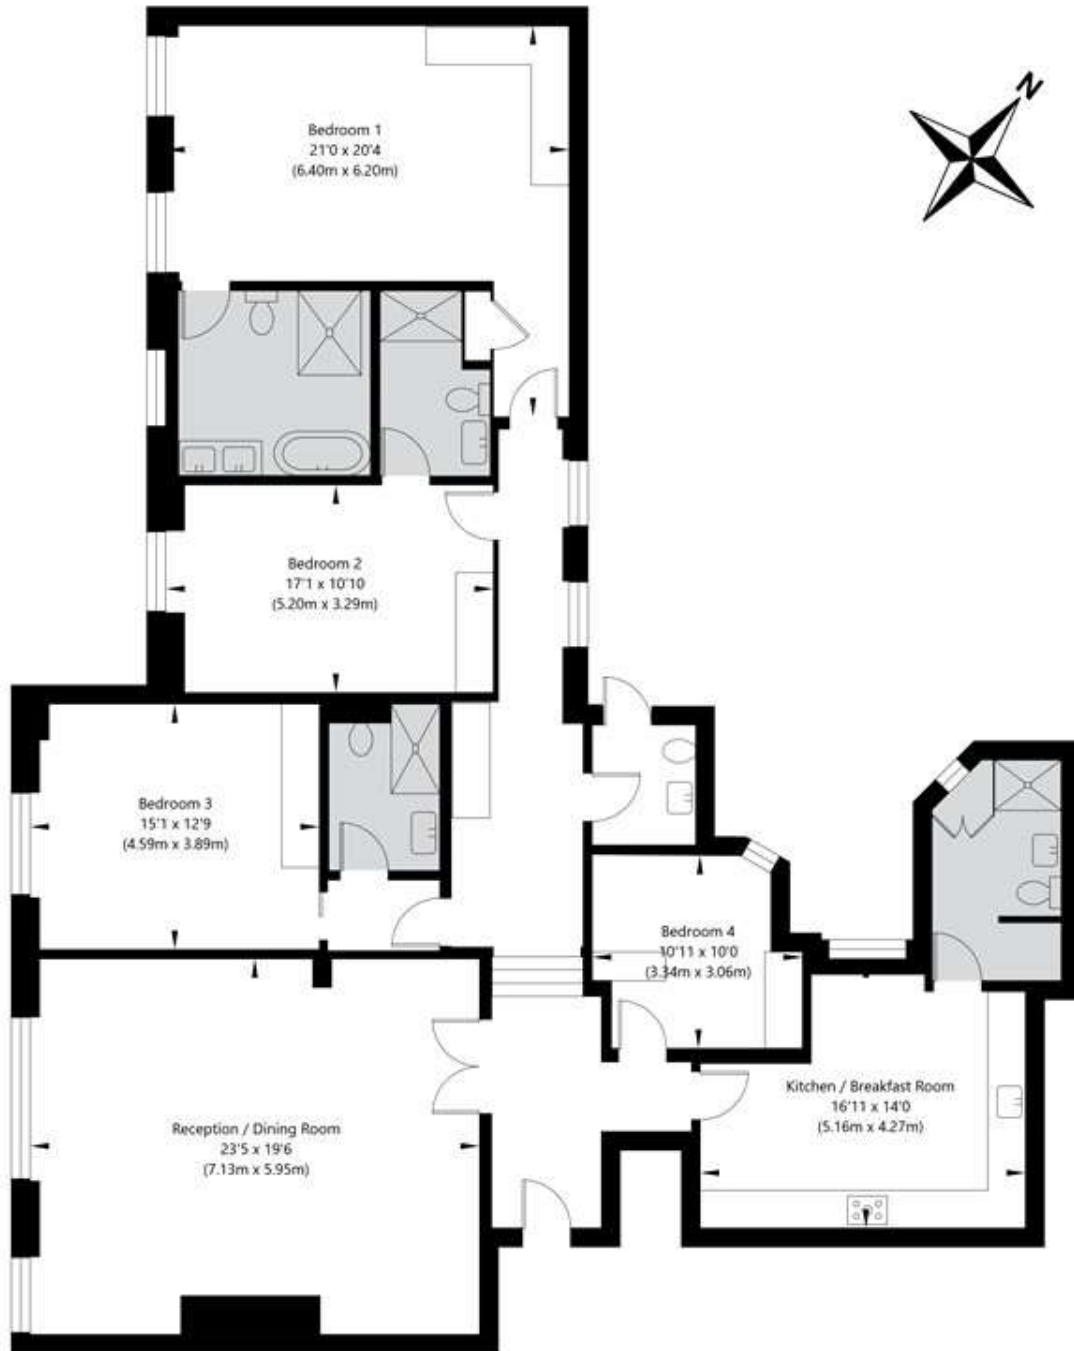 N
Bedroom 1
21'0 x 20'4
(6.40m x 6.20m)
Bedroom 2
17'1 x 10'10
(5.20m x 3.29m)
Bedroom 3
15'1 x 12'9
(4.59m x 3.89m)
Bedroom 4
10'11 x 10'0
(3.34m x 3.06m)
Kitchen / Breakfast Room
16'11 x 14'0
(5.16m x 4.27m)
Reception / Dining Room
23'5 x 19'6
(7.13m x 5.95m)